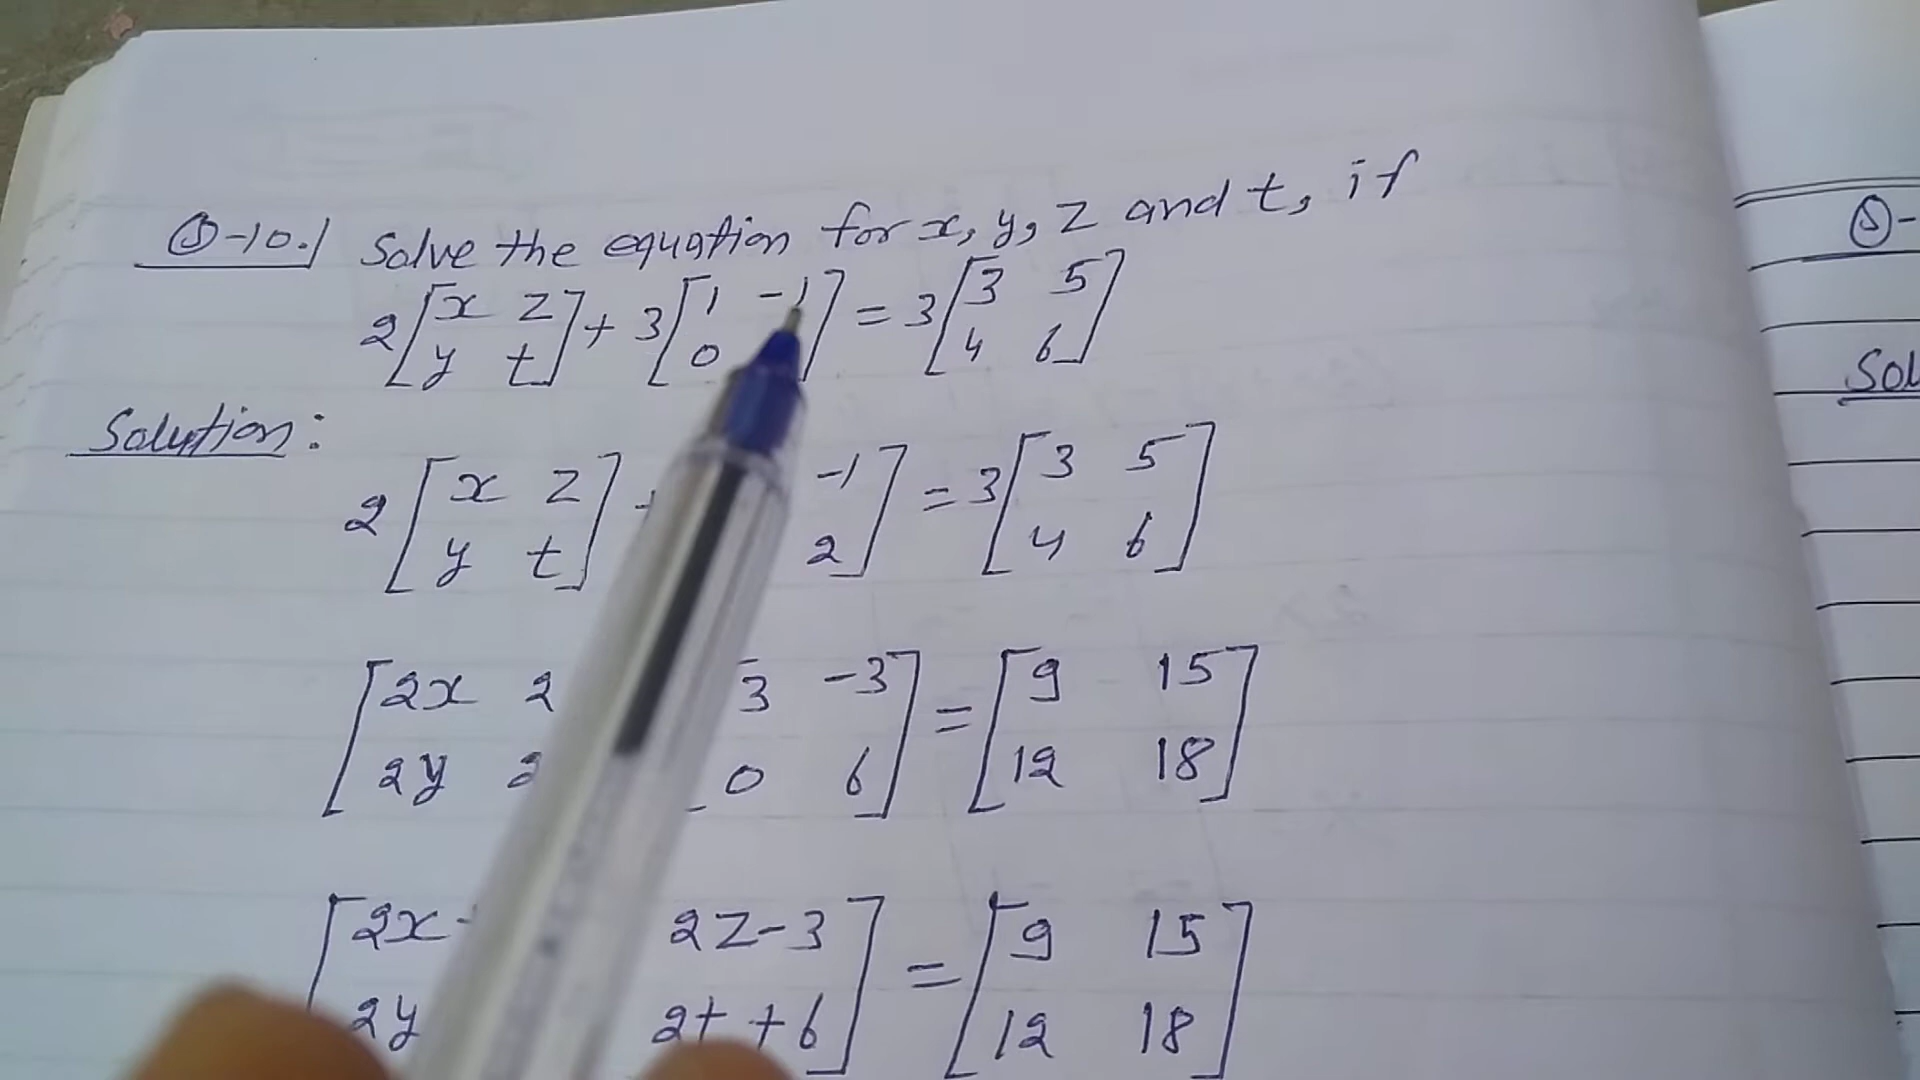 Q-10. Solve the equation for x, y, z and t, if
2[x z] + 3[1 -1] = 3[3 5]
[y t] [0 ] [4 6]
Solution:
2[x z] -1] = 3[3 5]
[y t] 2] [4 6]
[2x 2 3 -3] = [9 15]
[2y 2 0 6] [12 18]
[2x 2z-3] = [9 15]
[2y 2t+6] [12 18]
Q-
Sol